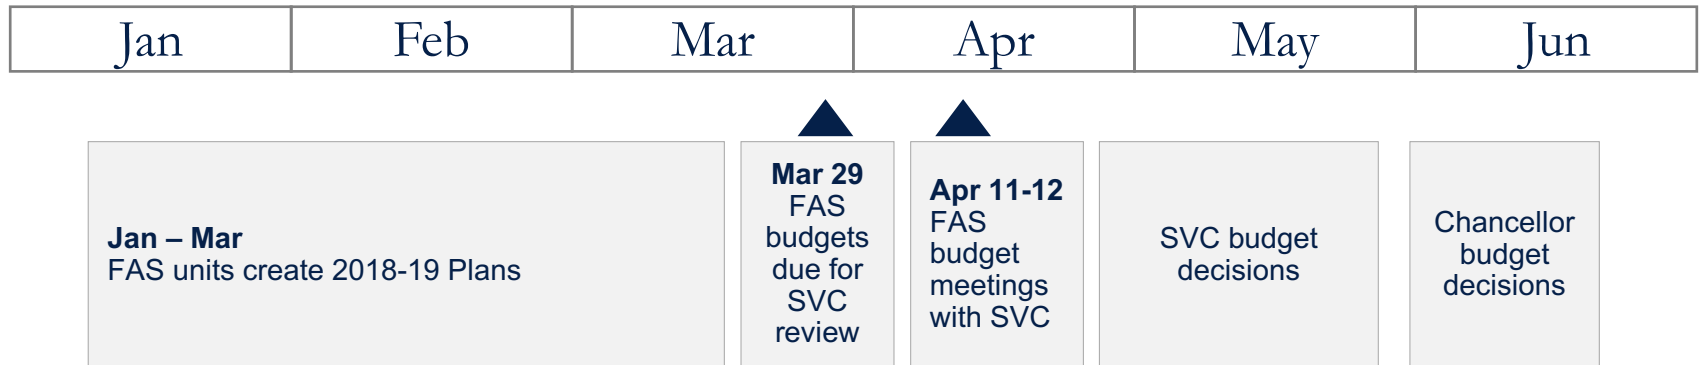 Jan Feb Mar Apr May Jun
Jan – Mar
FAS units create 2018-19 Plans
Mar 29
FAS
budgets
due for
SVC
review
Apr 11-12
FAS
budget
meetings
with SVC
SVC budget
decisions
Chancellor
budget
decisions